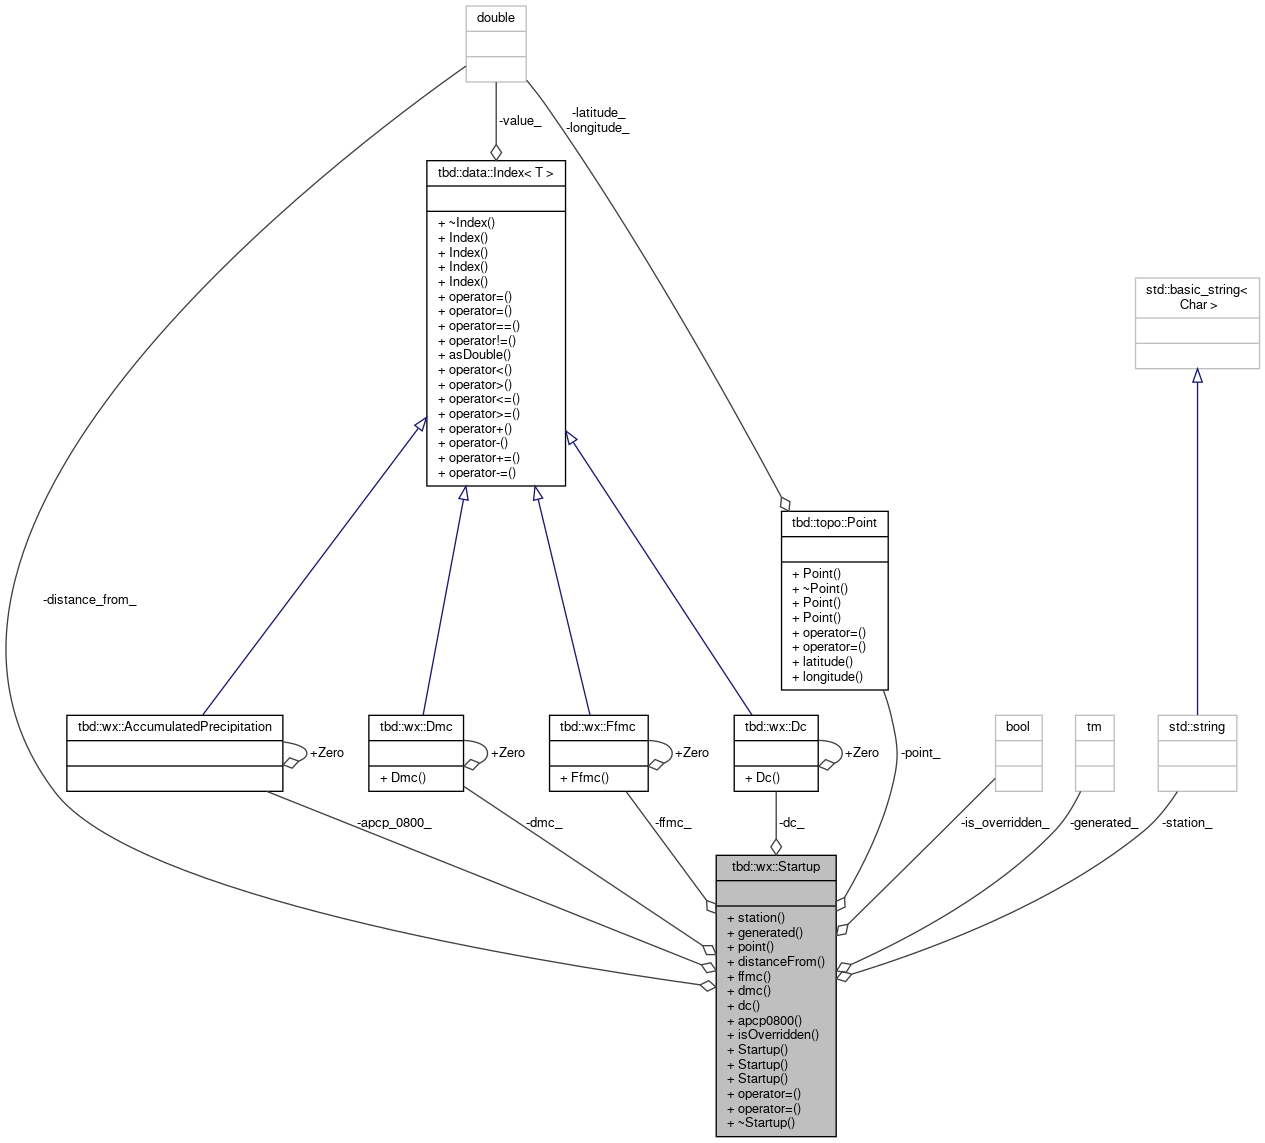 double
-value_
-latitude_
-longitude_
tbd::data::Index< T >
+ ~Index()
+ Index()
+ Index()
+ Index()
+ Index()
+ operator=()
+ operator=()
+ operator==()
+ operator!=()
+ asDouble()
+ operator<()
+ operator>()
+ operator<=()
+ operator>=()
+ operator+()
+ operator-()
+ operator+=()
+ operator-=()
std::basic_string<
Char >
tbd::topo::Point
+ Point()
+ ~Point()
+ Point()
+ Point()
+ operator=()
+ operator=()
+ latitude()
+ longitude()
-distance_from_
tbd::wx::AccumulatedPrecipitation
+Zero
tbd::wx::Dmc
+ Dmc()
+Zero
tbd::wx::Ffmc
+ Ffmc()
+Zero
tbd::wx::Dc
+ Dc()
+Zero
-point_
bool
tm
std::string
-apcp_0800_
-dmc_
-ffmc_
-dc_
-is_overridden_
-generated_
-station_
tbd::wx::Startup
+ station()
+ generated()
+ point()
+ distanceFrom()
+ ffmc()
+ dmc()
+ dc()
+ apcp0800()
+ isOverridden()
+ Startup()
+ Startup()
+ Startup()
+ operator=()
+ operator=()
+ ~Startup()